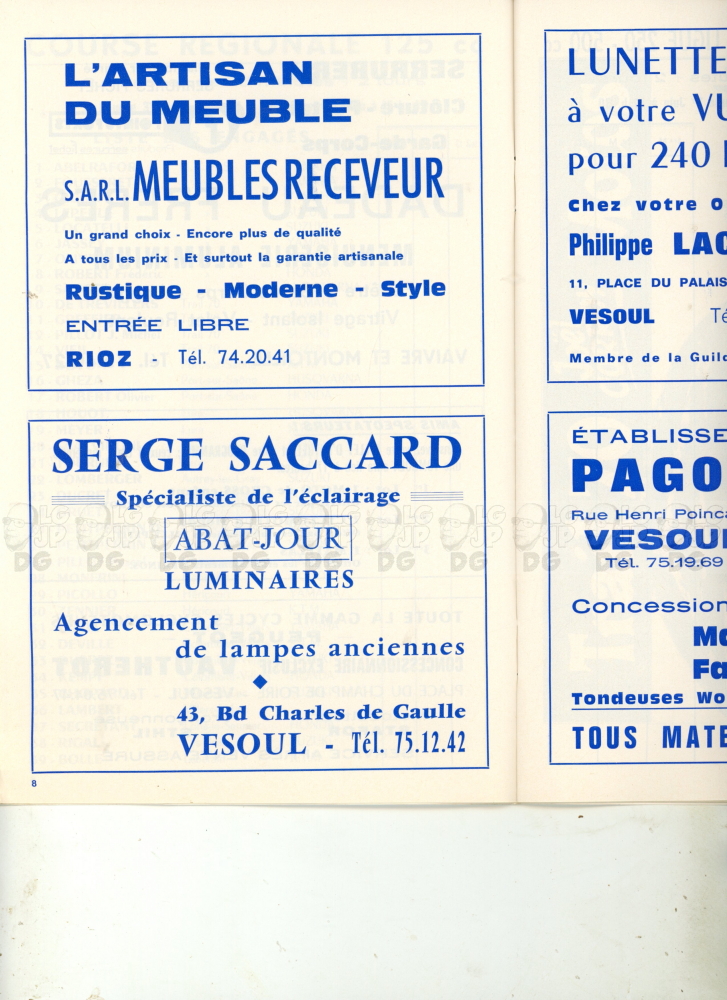 L'ARTISAN
DU MEUBLE
S.A.R.L. MEUBLES RECEVEUR
Un grand choix - Encore plus de qualité
A tous les prix - Et surtout la garantie artisanale
Rustique - Moderne - Style
ENTRÉE LIBRE
RIOZ - Tél. 74.20.41
SERGE SACCARD
Spécialiste de l'éclairage
ABAT-JOUR
LUMINAIRES
Agencement
de lampes anciennes
43, Bd Charles de Gaulle
VESOUL - Tél. 75.12.42
8
LUNETTE
à votre VU
pour 240
Chez votre O
Philippe LAC
11, PLACE DU PALAIS
VESOUL Té
Membre de la Guild
ÉTABLISSE
PAGO
Rue Henri Poinca
VESOUL
Tél. 75.19.69
Concession
Mo
Fa
Tondeuses Wo
TOUS MATE